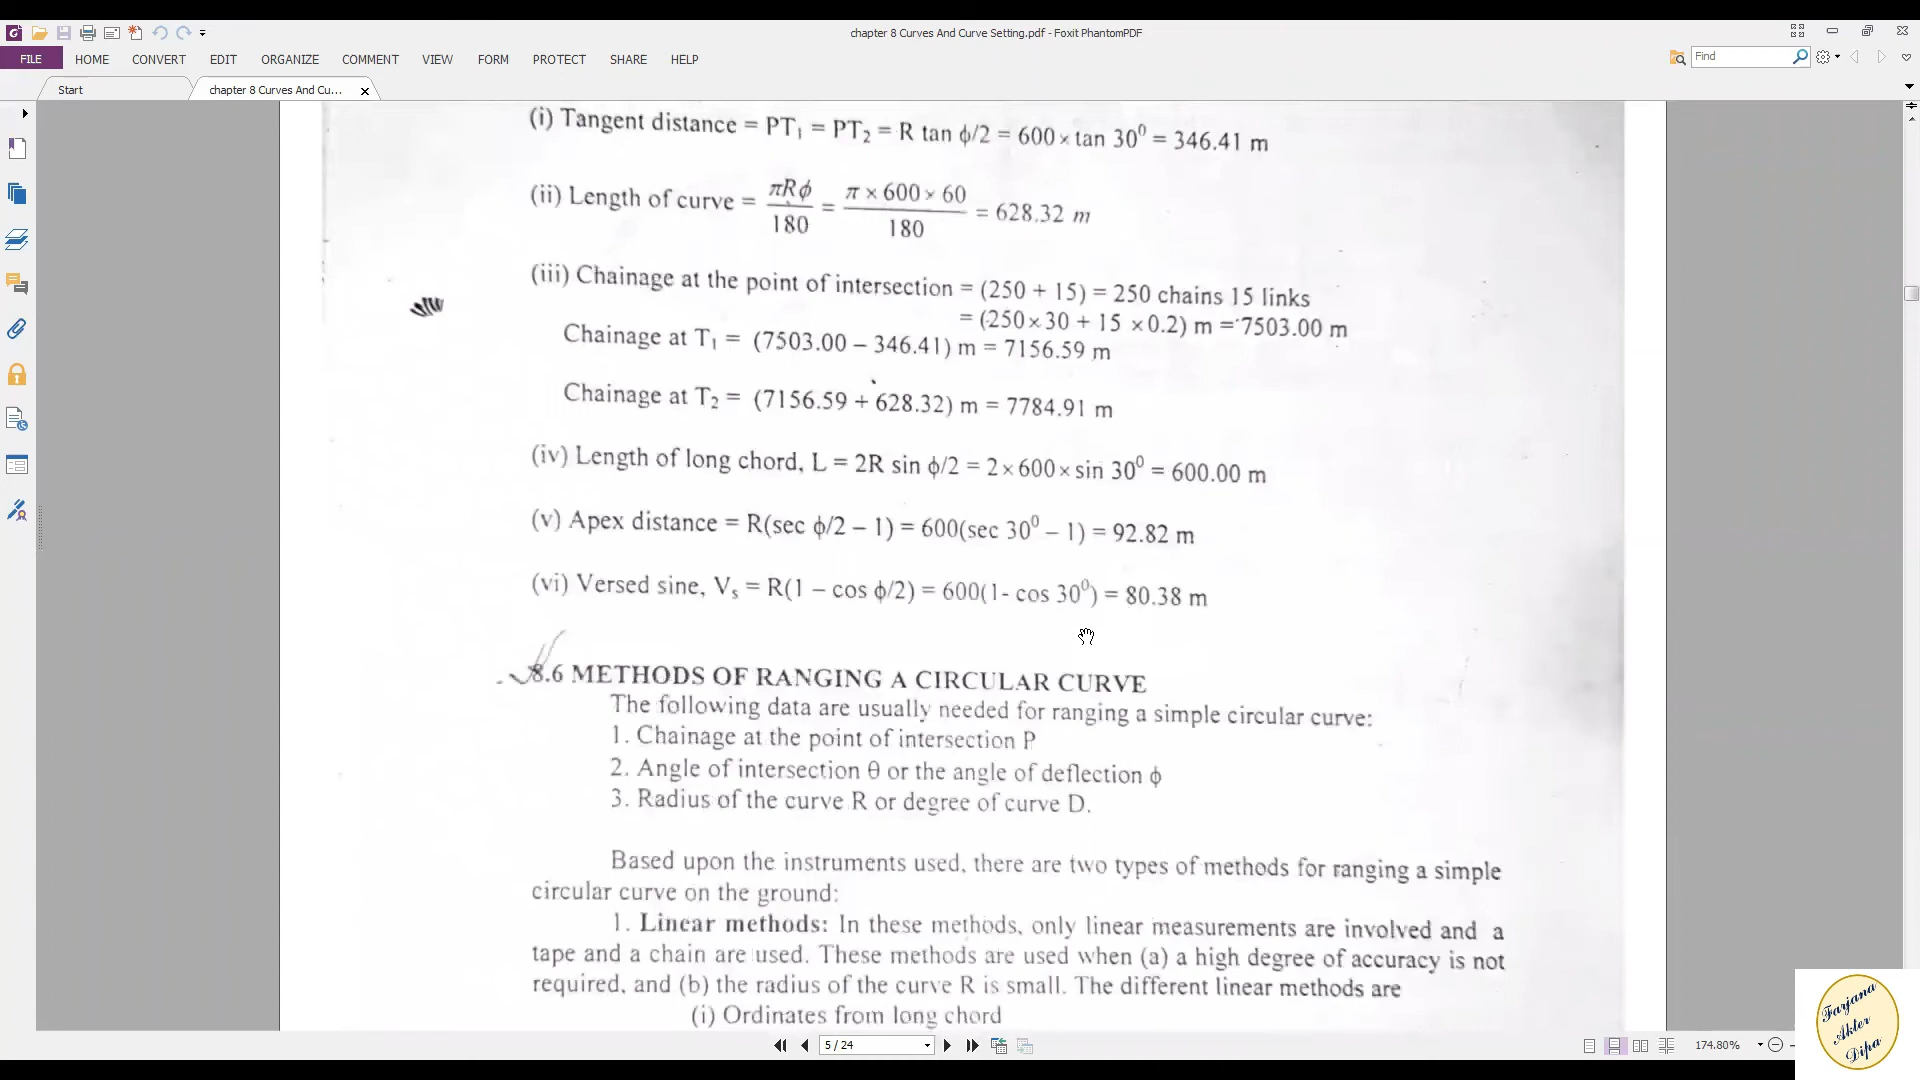 chapter 8 Curves And Curve Setting.pdf - Foxit PhantomPDF
FILE HOME CONVERT EDIT ORGANIZE COMMENT VIEW FORM PROTECT SHARE HELP
Find
Start
chapter 8 Curves And Cu...
(i) Tangent distance = PT₁ = PT₂ = R tan ϕ/2 = 600 × tan 30⁰ = 346.41 m
(ii) Length of curve = πRϕ/180 = π × 600 × 60/180 = 628.32 m
(iii) Chainage at the point of intersection = (250 + 15) = 250 chains 15 links
= (250×30 + 15 ×0.2) m = 7503.00 m
Chainage at T₁ = (7503.00 – 346.41) m = 7156.59 m
Chainage at T₂ = (7156.59 + 628.32) m = 7784.91 m
(iv) Length of long chord, L = 2R sin ϕ/2 = 2×600× sin 30⁰ = 600.00 m
(v) Apex distance = R(sec ϕ/2 – 1) = 600(sec 30⁰ – 1) = 92.82 m
(vi) Versed sine, Vₛ = R(1 – cos ϕ/2) = 600(1- cos 30⁰) = 80.38 m
8.6 METHODS OF RANGING A CIRCULAR CURVE
The following data are usually needed for ranging a simple circular curve:
1. Chainage at the point of intersection P
2. Angle of intersection θ or the angle of deflection ϕ
3. Radius of the curve R or degree of curve D.
Based upon the instruments used, there are two types of methods for ranging a simple
circular curve on the ground:
1. Linear methods: In these methods, only linear measurements are involved and a
tape and a chain are used. These methods are used when (a) a high degree of accuracy is not
required, and (b) the radius of the curve R is small. The different linear methods are
(i) Ordinates from long chord
5 / 24
174.80%
Farjana
Akter
Dipa